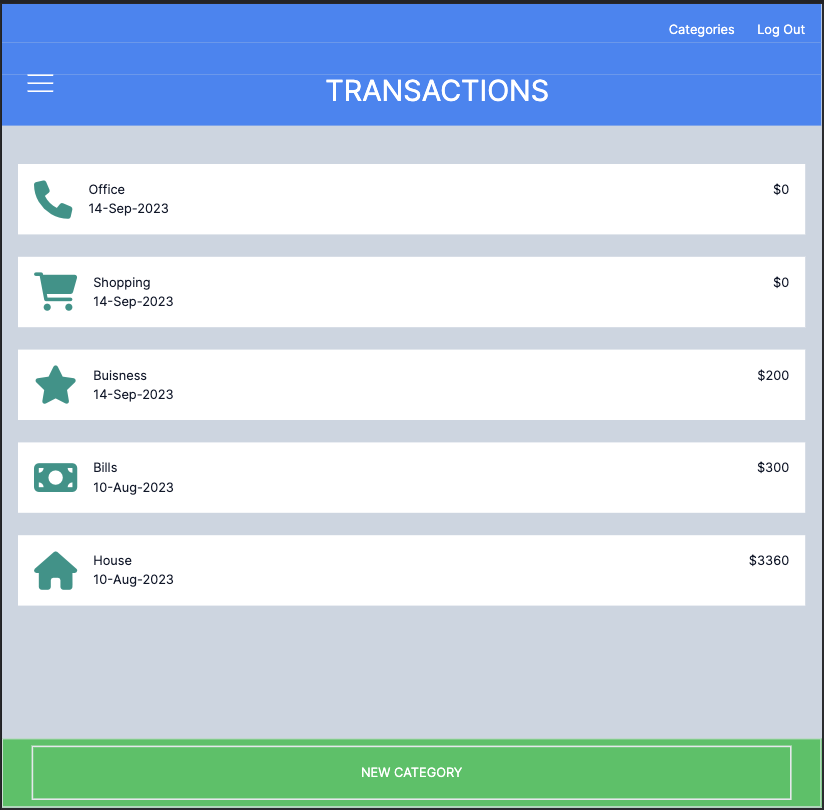 Categories Log Out
TRANSACTIONS
Office $0
14-Sep-2023
Shopping $0
14-Sep-2023
Buisness $200
14-Sep-2023
Bills $300
10-Aug-2023
House $3360
10-Aug-2023
NEW CATEGORY